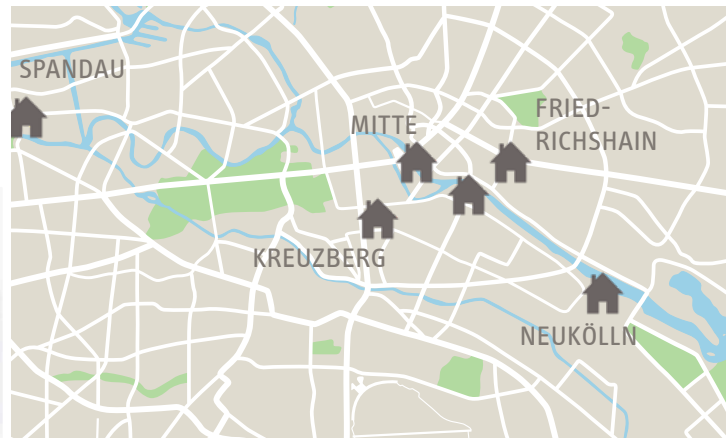 SPANDAU
MITTE
FRIED-
RICHSHAIN
KREUZBERG
NEUKÖLLN